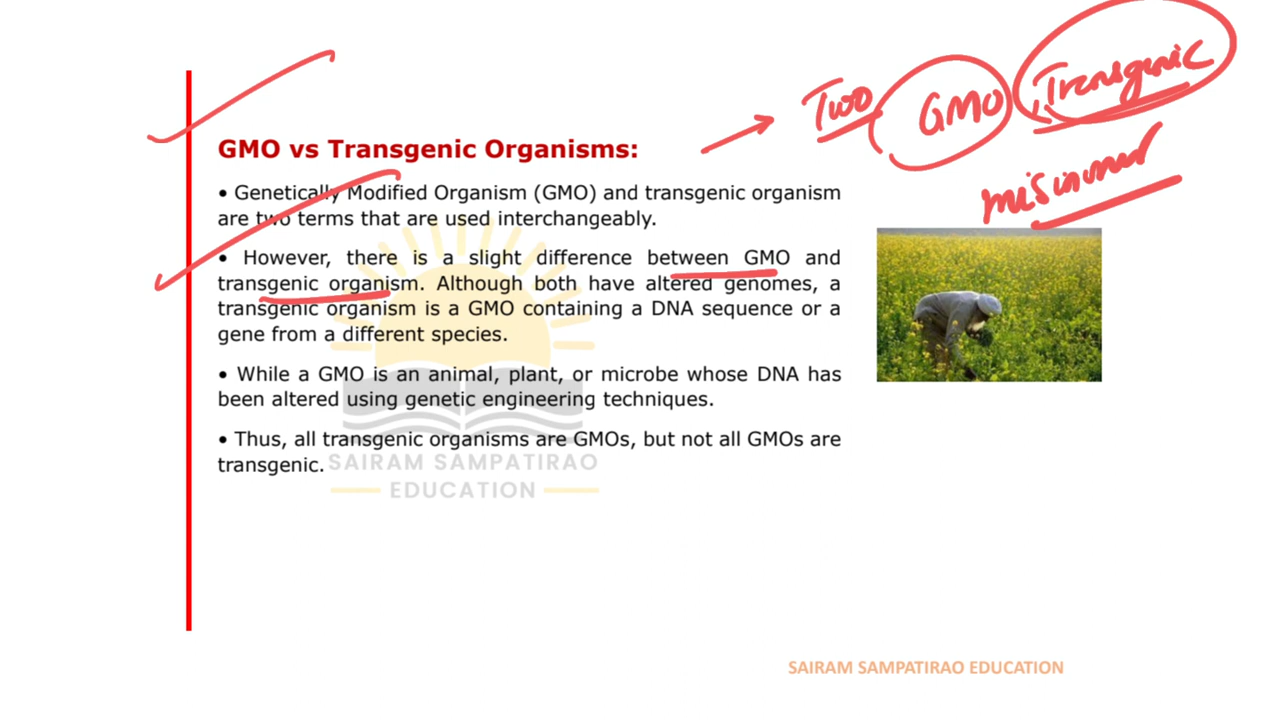 Two GMO Transgenic
GMO vs Transgenic Organisms:
• Genetically Modified Organism (GMO) and transgenic organism
are two terms that are used interchangeably.
• However, there is a slight difference between GMO and
transgenic organism. Although both have altered genomes, a
transgenic organism is a GMO containing a DNA sequence or a
gene from a different species.
• While a GMO is an animal, plant, or microbe whose DNA has
been altered using genetic engineering techniques.
• Thus, all transgenic organisms are GMOs, but not all GMOs are
transgenic.
SAIRAM SAMPATIRAO
EDUCATION
SAIRAM SAMPATIRAO EDUCATION